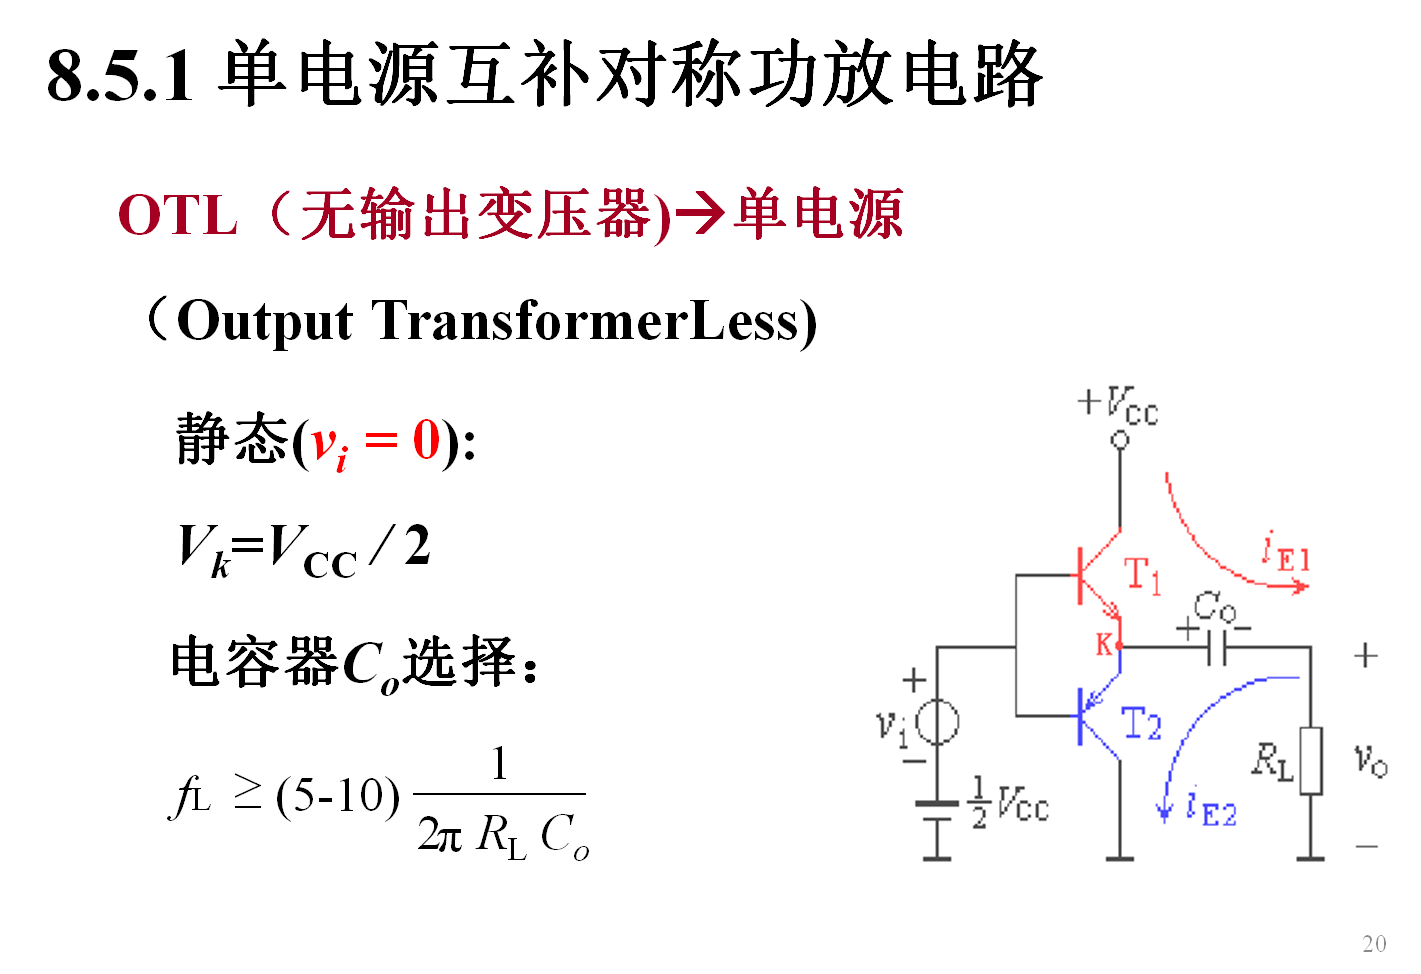 8.5.1 单电源互补对称功放电路
OTL（无输出变压器)→单电源
（Output TransformerLess)
静态(vi = 0):
Vk=VCC / 2
电容器Co选择：
fL ≥ (5-10) 1 / 2π RL Co
+VCC
iE1
T1
CO
+ −
K
+
+
T2
vi
RL
vO
−
½VCC
iE2
−
20